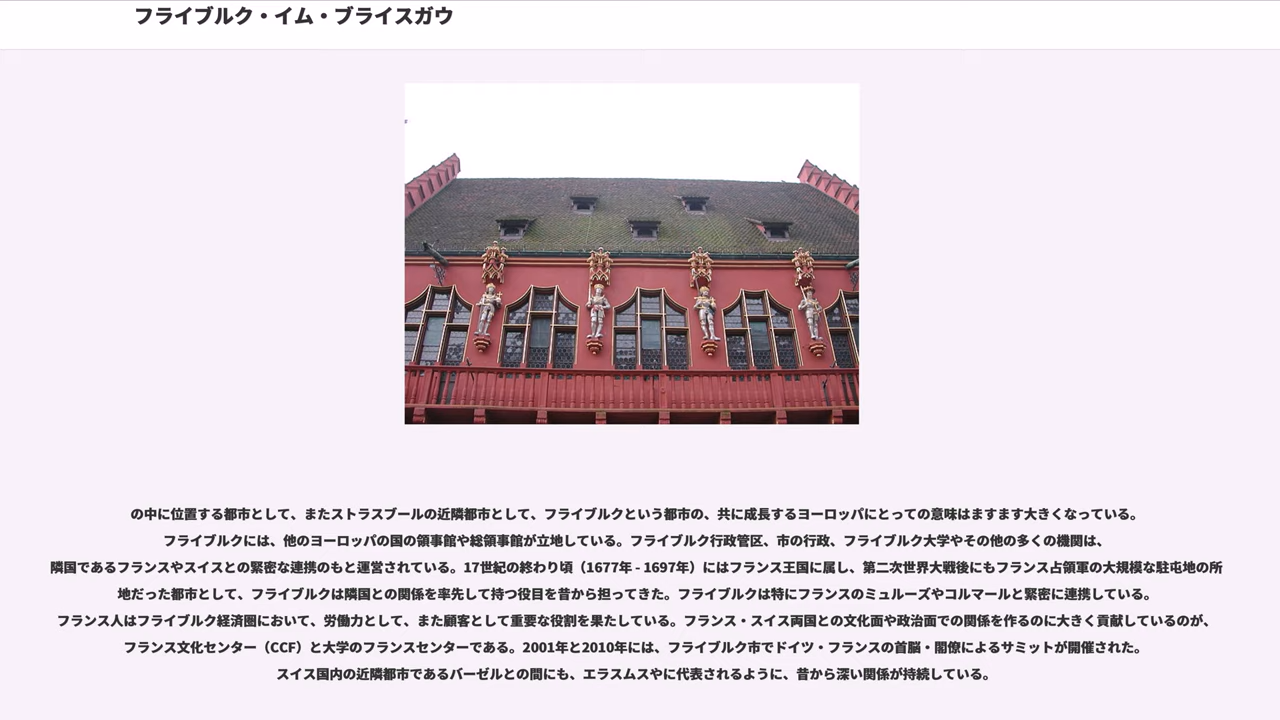 フライブルク・イム・ブライスガウ
の中に位置する都市として、またストラスブールの近隣都市として、フライブルクという都市の、共に成長するヨーロッパにとっての意味はますます大きくなっている。
フライブルクには、他のヨーロッパの国の領事館や総領事館が立地している。フライブルク行政管区、市の行政、フライブルク大学やその他の多くの機関は、
隣国であるフランスやスイスとの緊密な連携のもと運営されている。17世紀の終わり頃（1677年 - 1697年）にはフランス王国に属し、第二次世界大戦後にもフランス占領軍の大規模な駐屯地の所
地だった都市として、フライブルクは隣国との関係を率先して持つ役目を昔から担ってきた。フライブルクは特にフランスのミュルーズやコルマールと緊密に連携している。
フランス人はフライブルク経済圏において、労働力として、また顧客として重要な役割を果たしている。フランス・スイス両国との文化面や政治面での関係を作るのに大きく貢献しているのが、
フランス文化センター（CCF）と大学のフランスセンターである。2001年と2010年には、フライブルク市でドイツ・フランスの首脳・閣僚によるサミットが開催された。
スイス国内の近隣都市であるバーゼルとの間にも、エラスムスやに代表されるように、昔から深い関係が持続している。